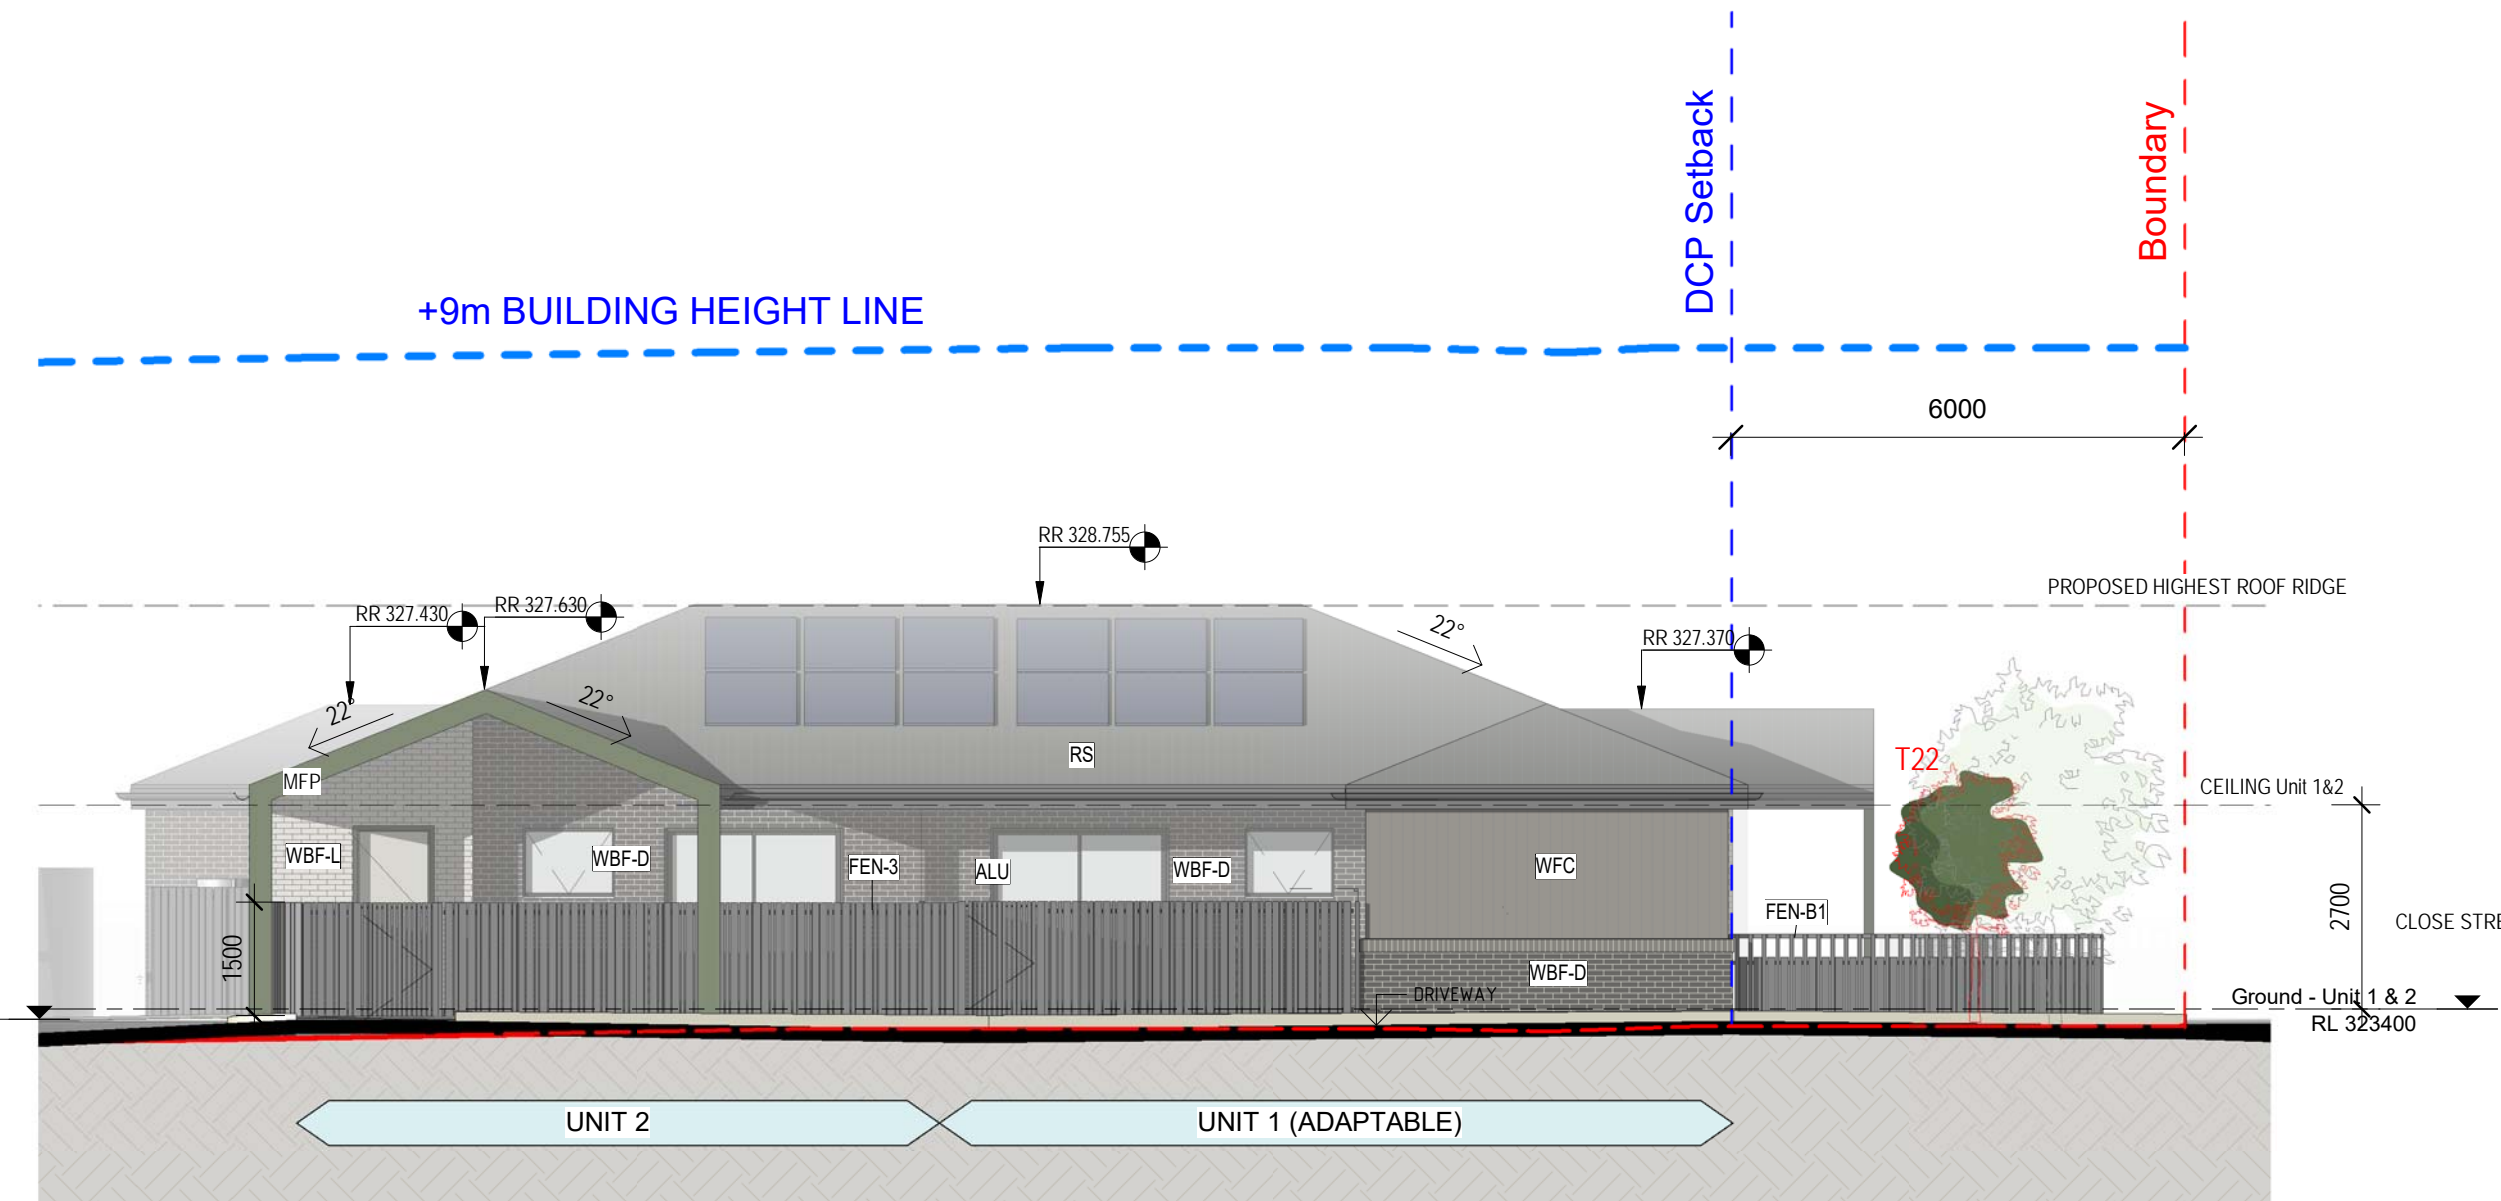 DCP Setback
Boundary
+9m BUILDING HEIGHT LINE
6000
RR 328.755
PROPOSED HIGHEST ROOF RIDGE
RR 327.430
RR 327.630
22°
RR 327.370
22°
22°
RS
T22
MFP
CEILING Unit 1&2
WBF-L
WBF-D
FEN-3
ALU
WBF-D
WFC
FEN-B1
2700
CLOSE STRE
1500
WBF-D
DRIVEWAY
Ground - Unit 1 & 2
RL 323400
UNIT 2
UNIT 1 (ADAPTABLE)